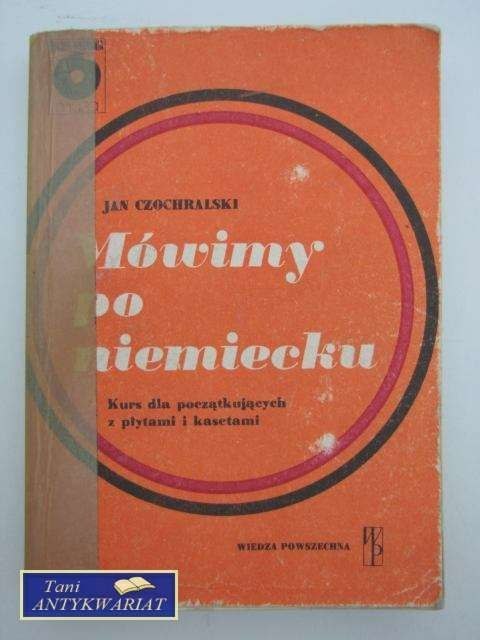 JAN CZOCHRALSKI
Mówimy
po
niemiecku
Kurs dla początkujących
z płytami i kasetami
WIEDZA POWSZECHNA
WP
Tani
ANTYKWARIAT